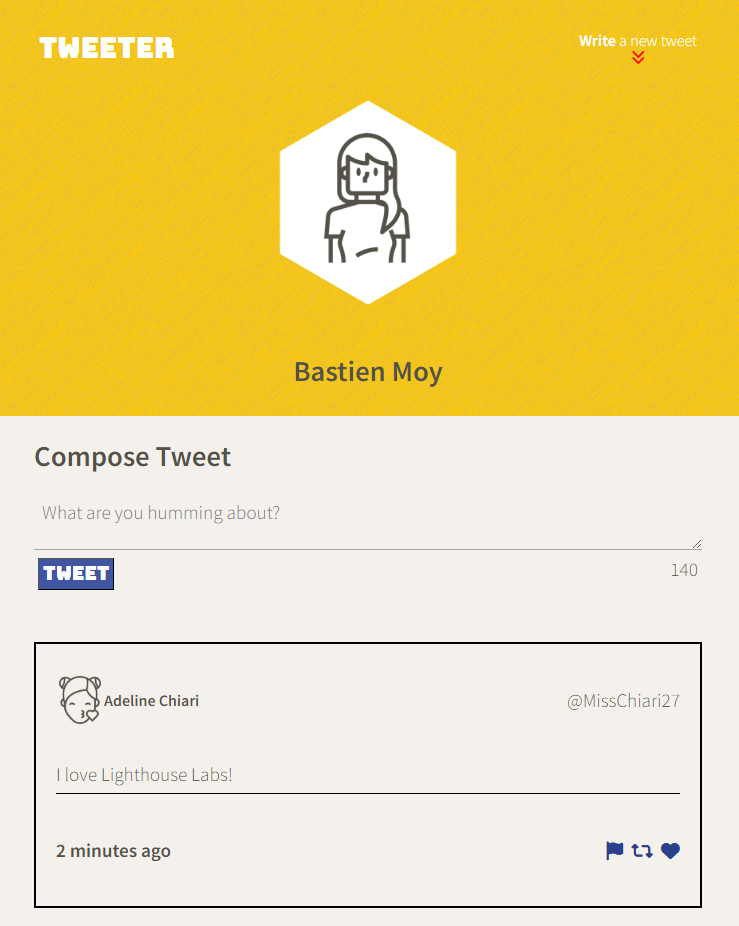 TWEETER
Write a new tweet
Bastien Moy
Compose Tweet
What are you humming about?
TWEET
140
Adeline Chiari
@MissChiari27
I love Lighthouse Labs!
2 minutes ago